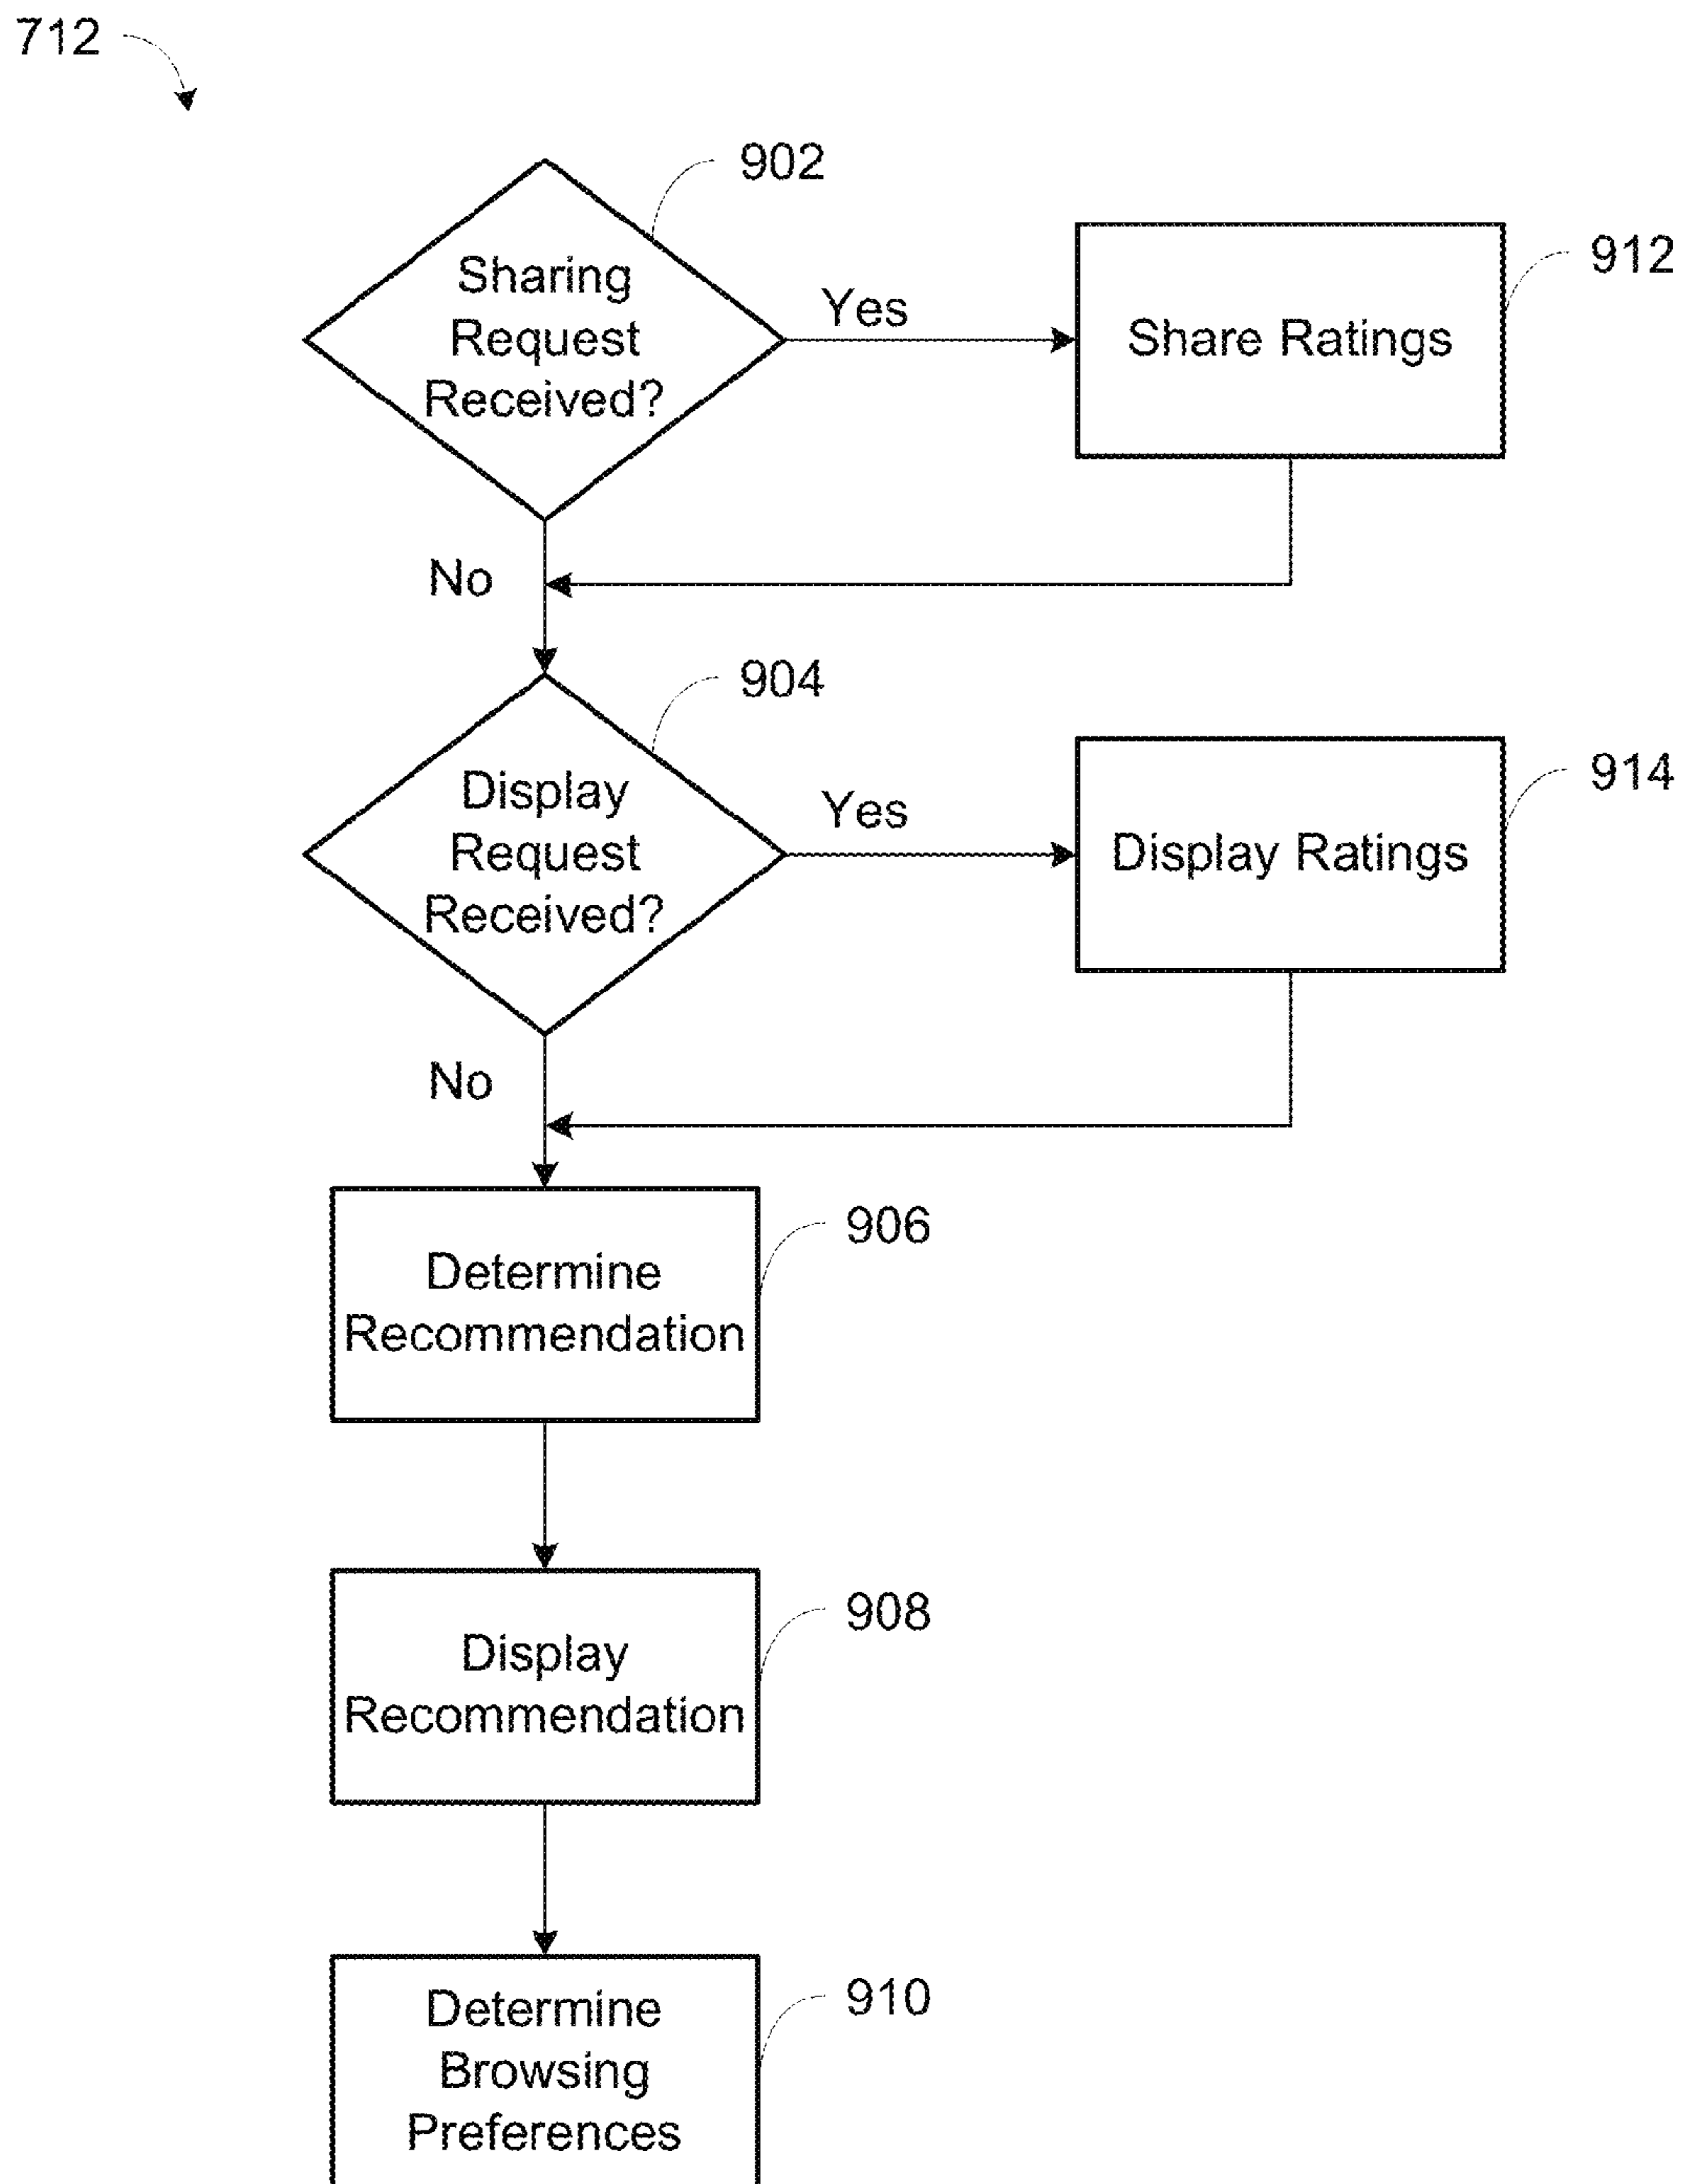 712
902
Sharing
Request
Received?
Yes
Share Ratings
912
No
904
Display
Request
Received?
Yes
Display Ratings
914
No
Determine
Recommendation
906
Display
Recommendation
908
Determine
Browsing
Preferences
910